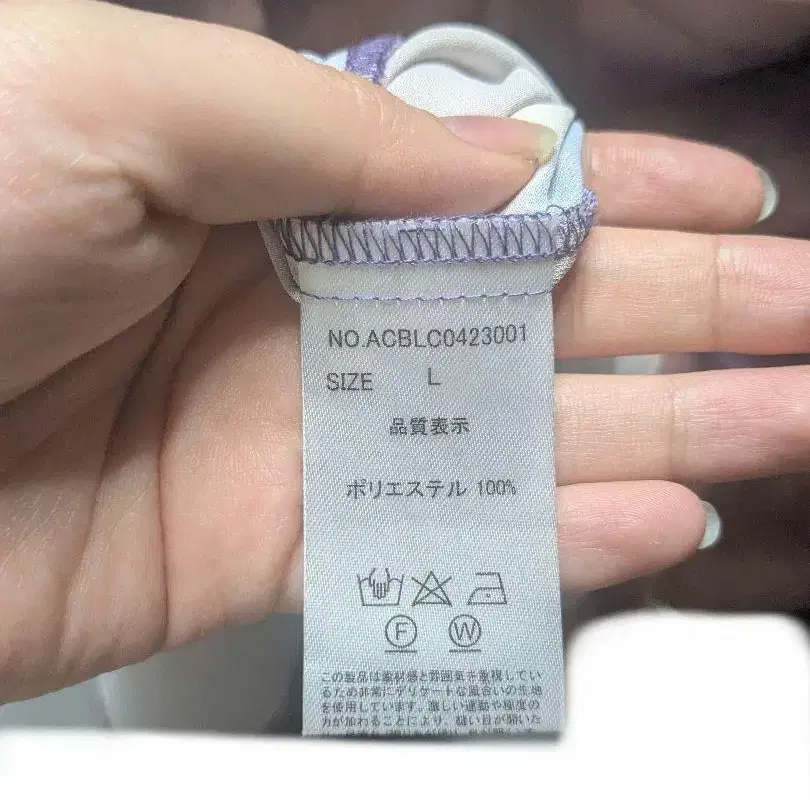 NO.ACBLC0423001
SIZE L
品質表示
ポリエステル 100%
F W
この製品は素材感と雰囲気を重視してい
るため非常にデリケートな風合いの生地
を使用しています。激しい運動や極度の
力が加わることにより、縫い目が開いた